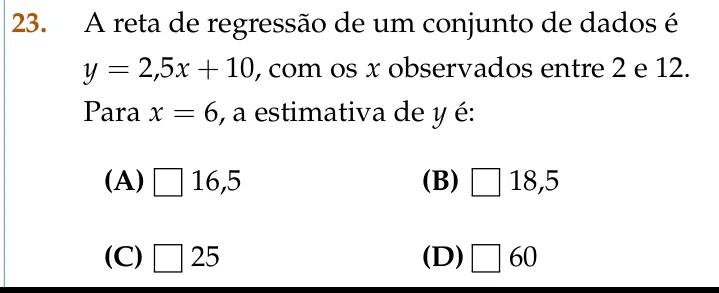 23. A reta de regressão de um conjunto de dados é
y = 2,5x + 10, com os x observados entre 2 e 12.
Para x = 6, a estimativa de y é:
(A) □ 16,5 (B) □ 18,5
(C) □ 25 (D) □ 60